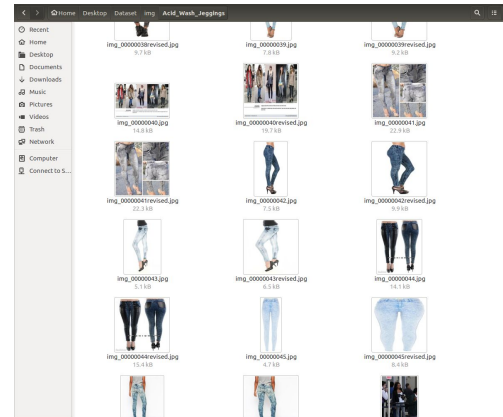 Home Desktop Dataset img Acid_Wash_Jeggings
Recent
Home
Desktop
Documents
Downloads
Music
Pictures
Videos
Trash
Network
Computer
Connect to S...
img_00000038revised.jpg
9.7 kB
img_00000039.jpg
7.8 kB
img_00000039revised.jpg
9.2 kB
img_00000040.jpg
14.8 kB
img_00000040revised.jpg
19.7 kB
img_00000041.jpg
22.9 kB
img_00000041revised.jpg
22.3 kB
img_00000042.jpg
7.5 kB
img_00000042revised.jpg
9.9 kB
img_00000043.jpg
5.1 kB
img_00000043revised.jpg
6.5 kB
img_00000044.jpg
14.1 kB
img_00000044revised.jpg
15.4 kB
img_00000045.jpg
4.7 kB
img_00000045revised.jpg
8.4 kB